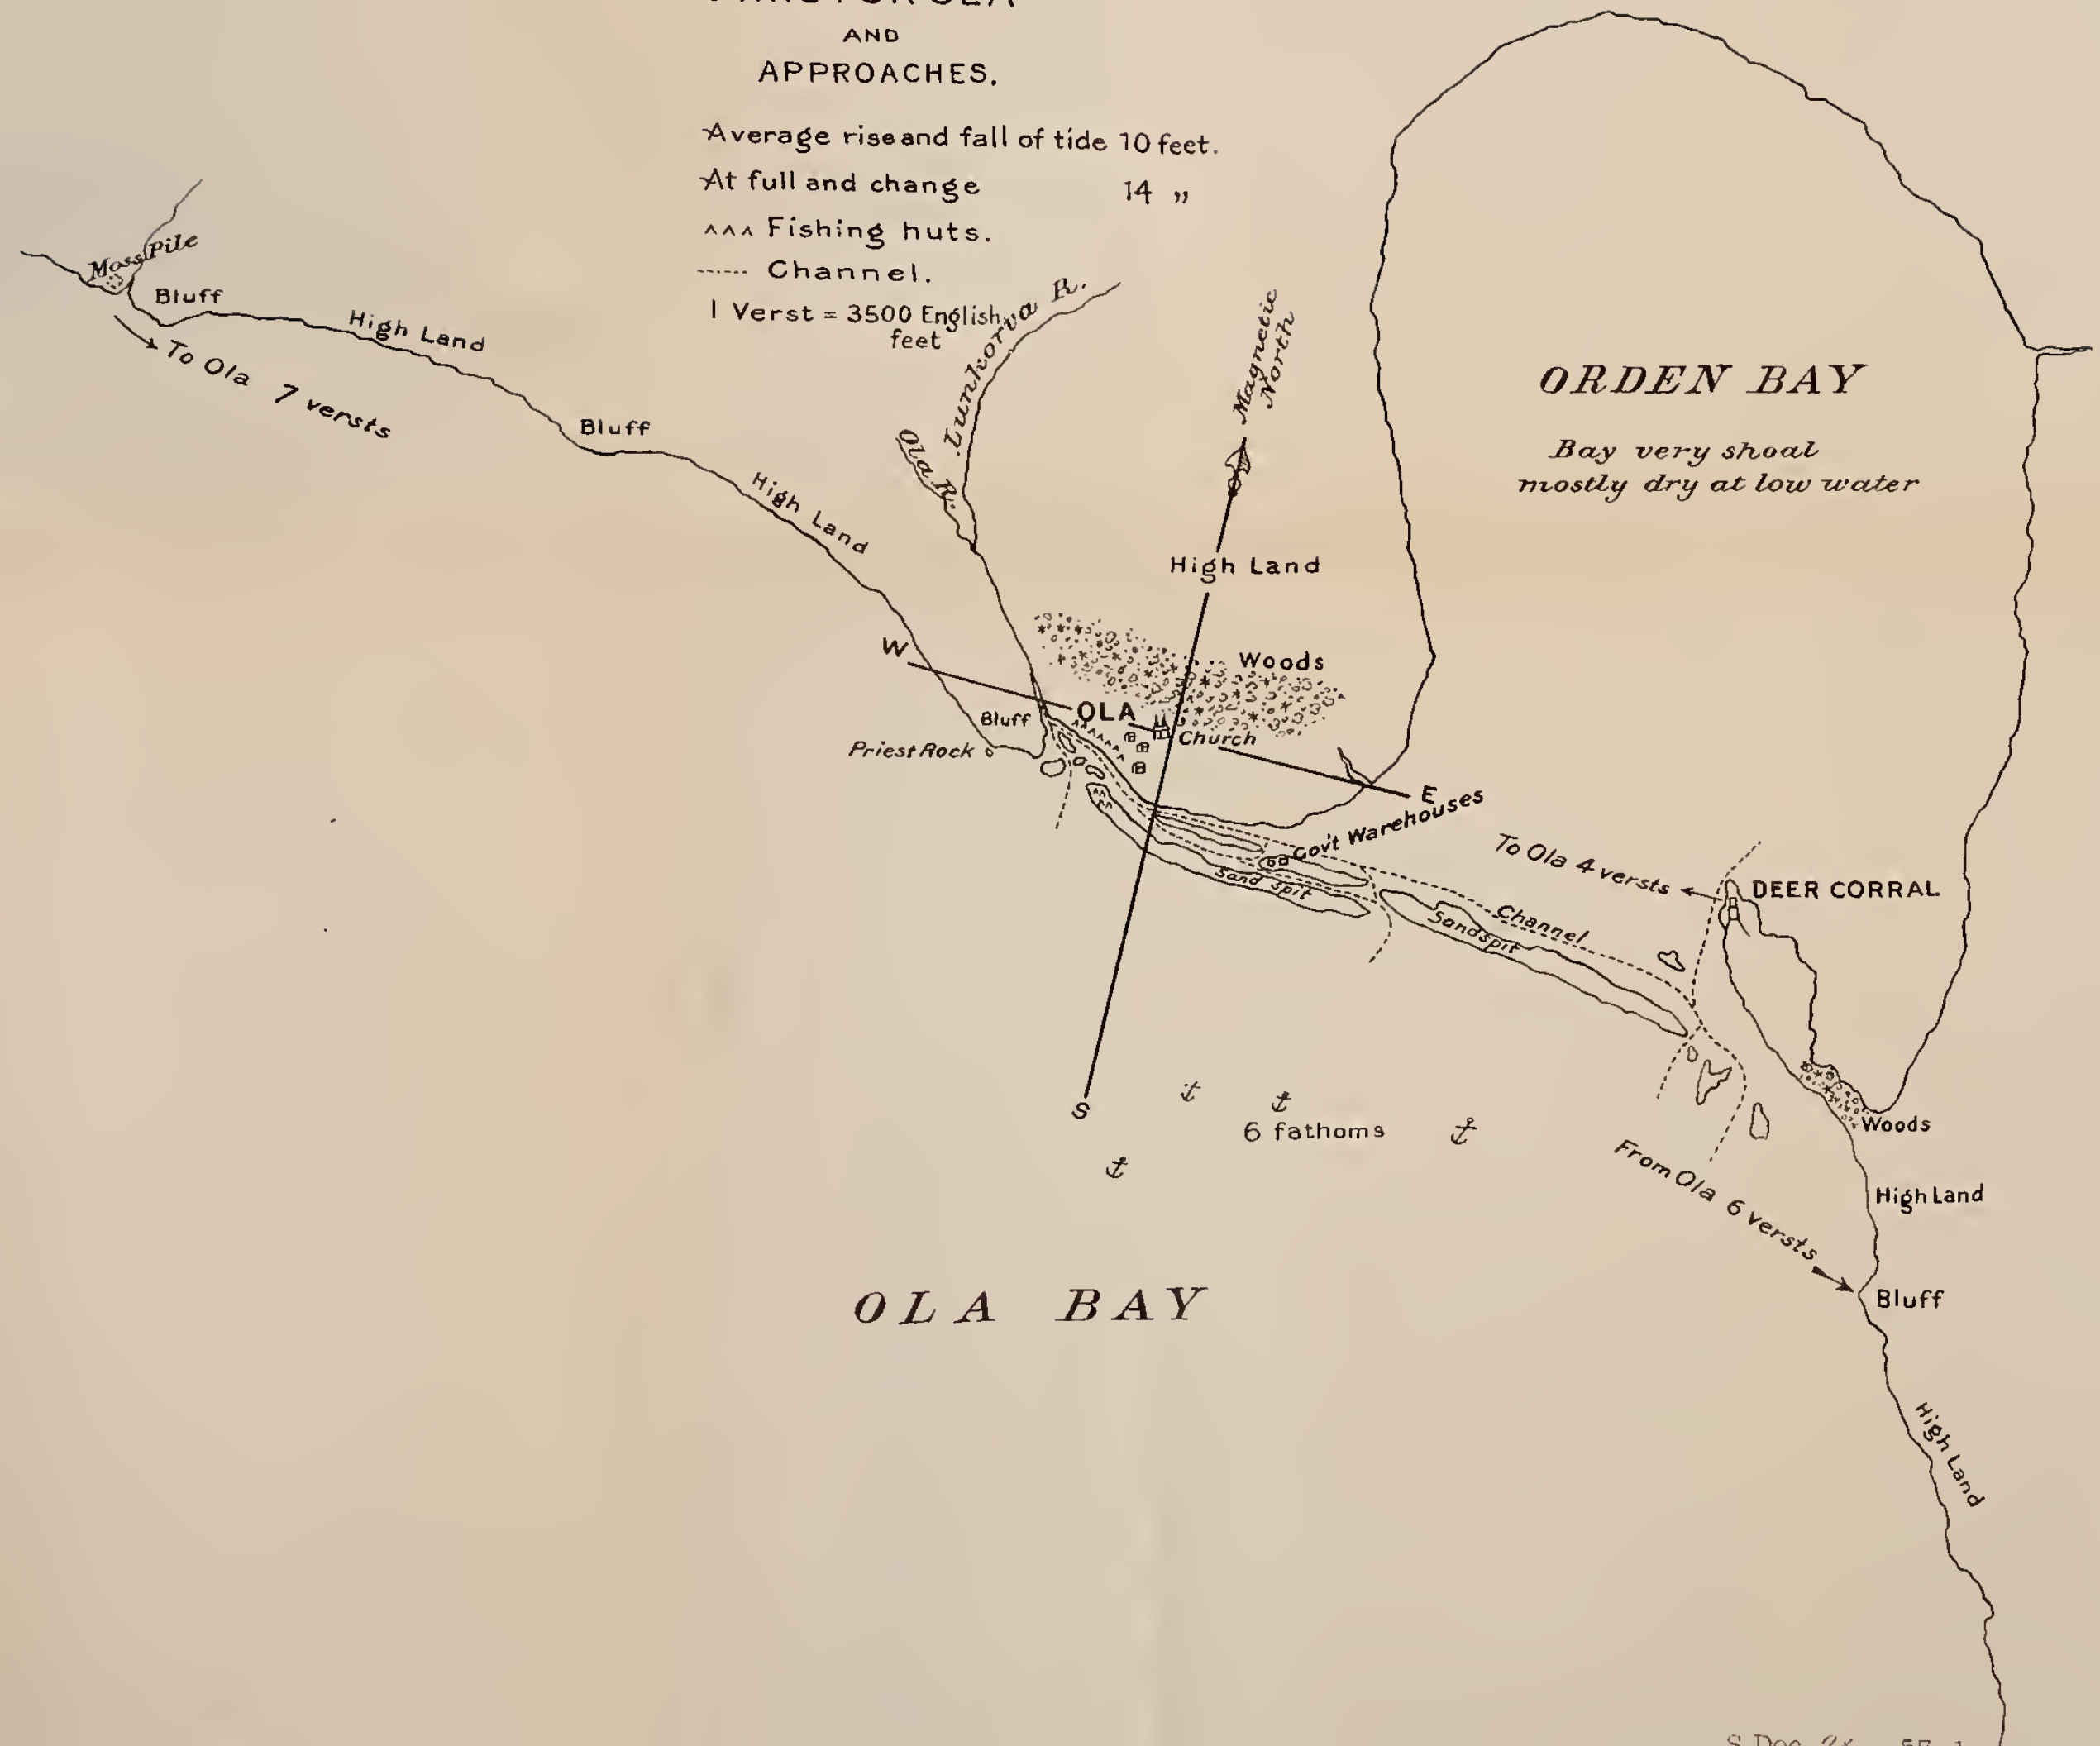 AND
APPROACHES.
Average rise and fall of tide 10 feet.
At full and change 14 „
^^^ Fishing huts.
------ Channel.
1 Verst = 3500 English
feet
Moss Pile
Bluff
High Land
To Ola 7 versts
Bluff
High Land
Lunkorva R.
Ola R.
Magnetic
North
ORDEN BAY
Bay very shoal
mostly dry at low water
High Land
W
Woods
OLA
Bluff
Church
Priest Rock
E
Gov't Warehouses
Sand spit
To Ola 4 versts
DEER CORRAL
Channel
Sandspit
S
6 fathoms
Woods
From Ola 6 versts
High Land
Bluff
OLA BAY
High Land
S Doc